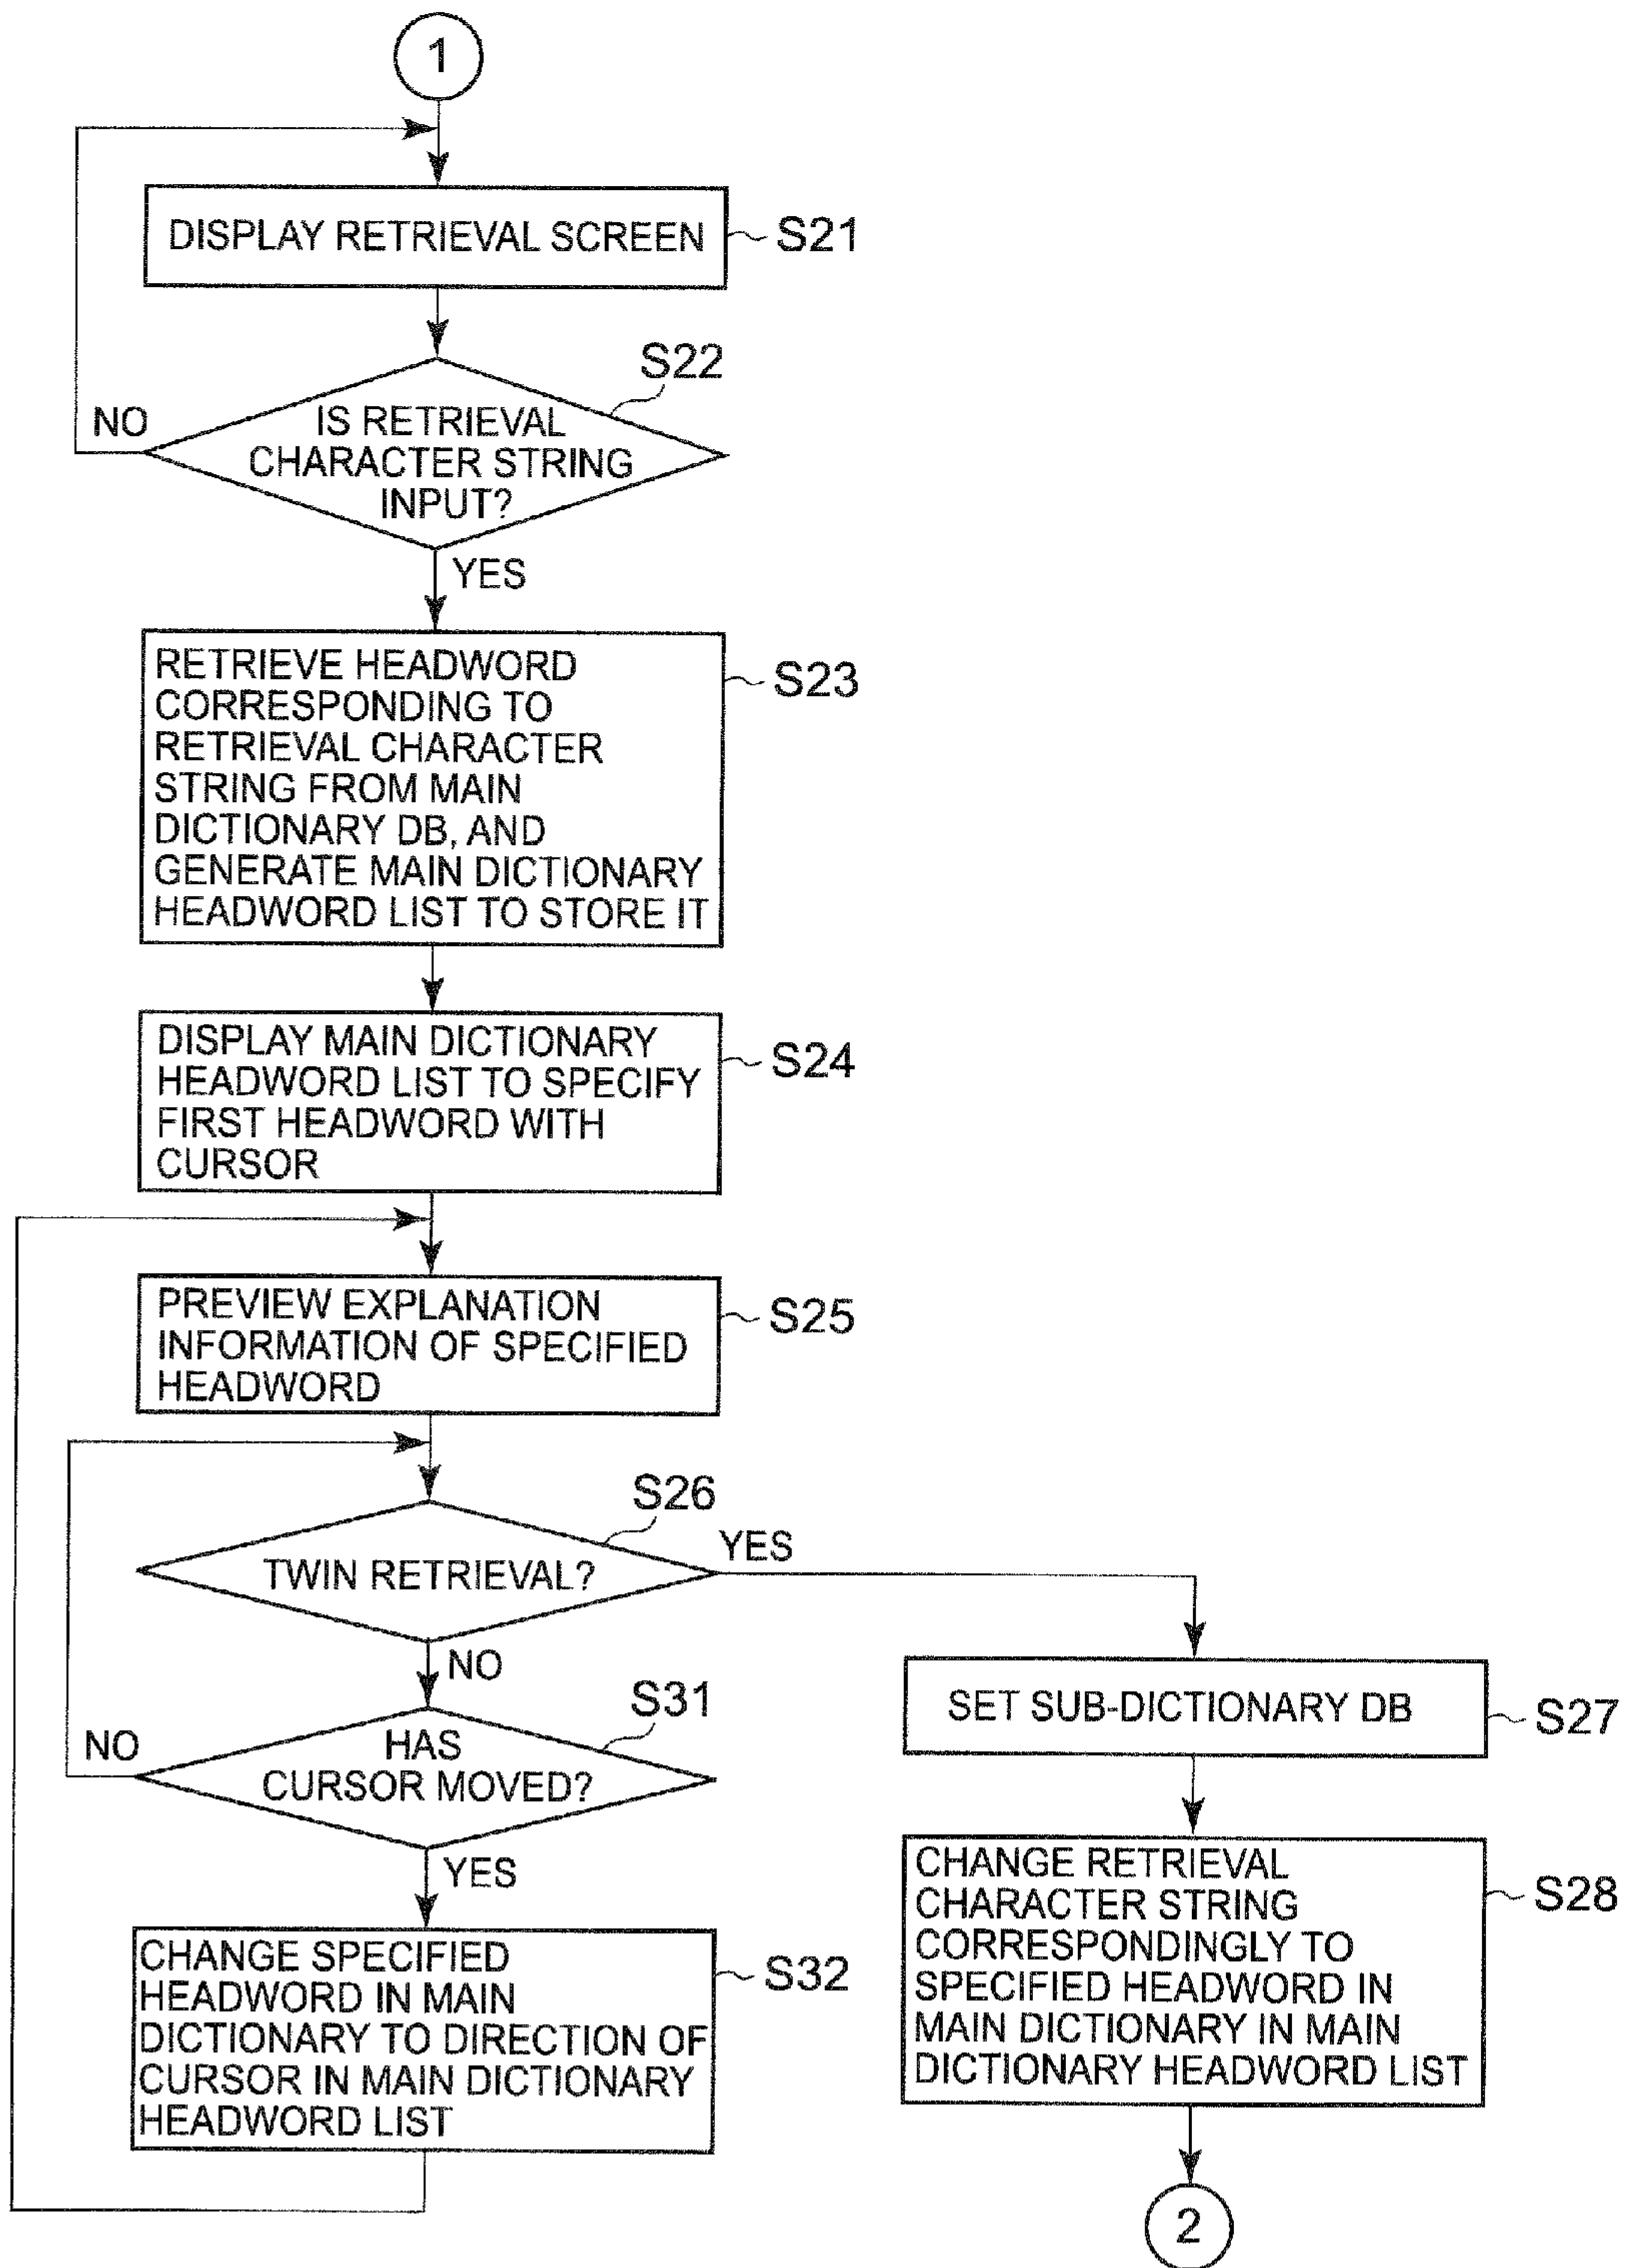 1
DISPLAY RETRIEVAL SCREEN
S21
S22
NO
IS RETRIEVAL
CHARACTER STRING
INPUT?
YES
RETRIEVE HEADWORD
CORRESPONDING TO
RETRIEVAL CHARACTER
STRING FROM MAIN
DICTIONARY DB, AND
GENERATE MAIN DICTIONARY
HEADWORD LIST TO STORE IT
S23
DISPLAY MAIN DICTIONARY
HEADWORD LIST TO SPECIFY
FIRST HEADWORD WITH
CURSOR
S24
PREVIEW EXPLANATION
INFORMATION OF SPECIFIED
HEADWORD
S25
S26
TWIN RETRIEVAL?
YES
NO
S31
NO
HAS
CURSOR MOVED?
YES
CHANGE SPECIFIED
HEADWORD IN MAIN
DICTIONARY TO DIRECTION OF
CURSOR IN MAIN DICTIONARY
HEADWORD LIST
S32
SET SUB-DICTIONARY DB
S27
CHANGE RETRIEVAL
CHARACTER STRING
CORRESPONDINGLY TO
SPECIFIED HEADWORD IN
MAIN DICTIONARY IN MAIN
DICTIONARY HEADWORD LIST
S28
2